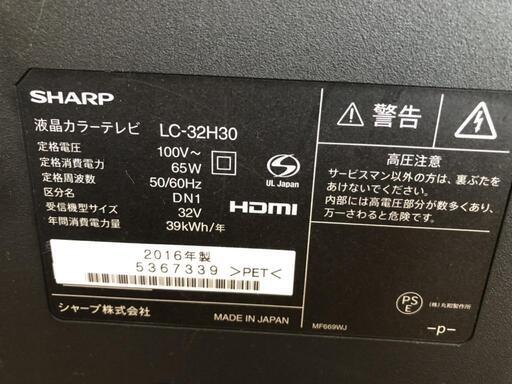 SHARP
液晶カラーテレビ LC-32H30
定格電圧 100V～
定格消費電力 65W
定格周波数 50/60Hz
区分名 DN1
受信機型サイズ 32V
年間消費電力量 39kWh/年
UL Japan
HDMI
2016年製
5367339 >PET<
シャープ株式会社 MADE IN JAPAN
警告
高圧注意
サービスマン以外の方は、裏ぶたを
あけないでください。
内部には高電圧部分が数多くあり、
万一さわると危険です。
PS
E
(株)丸和製作所
MF669WJ
-p-